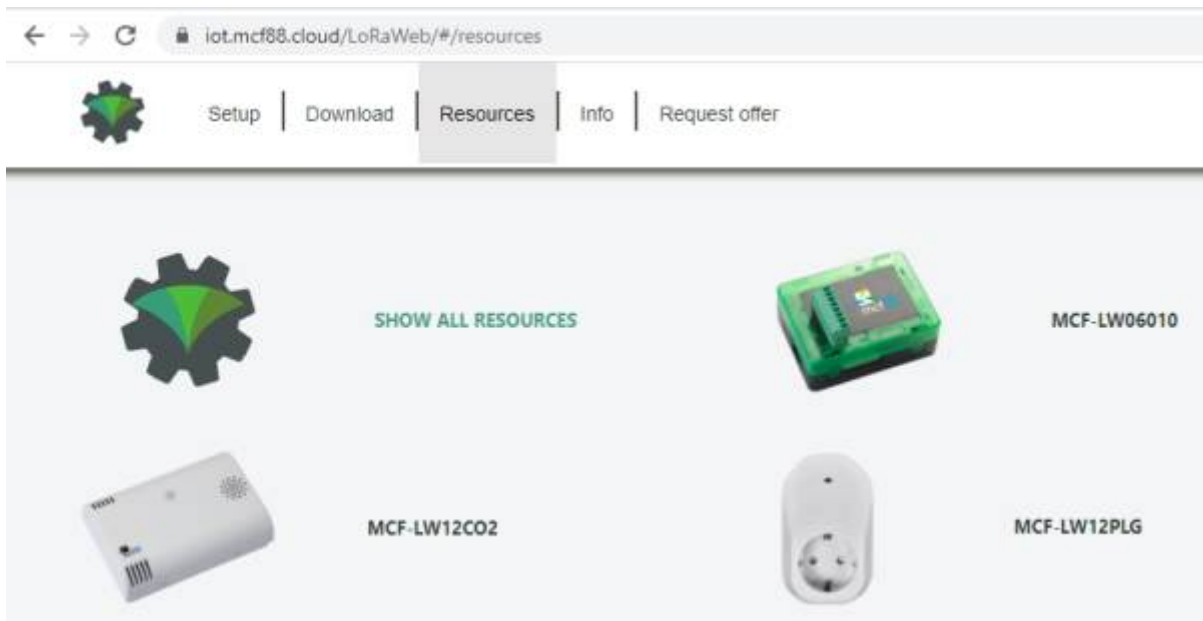 iot.mcf88.cloud/LoRaWeb/#/resources
Setup Download Resources Info Request offer
SHOW ALL RESOURCES
MCF-LW06010
MCF-LW12CO2
MCF-LW12PLG